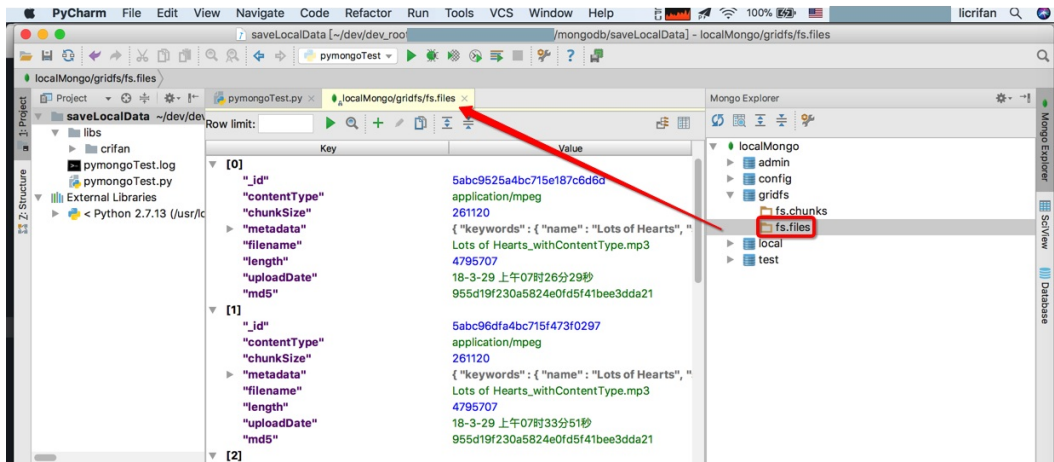 PyCharm File Edit View Navigate Code Refactor Run Tools VCS Window Help 100% licrifan
saveLocalData [~/dev/dev_root /mongodb/saveLocalData] - localMongo/gridfs/fs.files
pymongoTest
localMongo/gridfs/fs.files
1: Project
Z: Structure
Project
saveLocalData ~/dev/dev
libs
crifan
pymongoTest.log
pymongoTest.py
External Libraries
< Python 2.7.13 (/usr/lo
pymongoTest.py localMongo/gridfs/fs.files
Row limit:
Key Value
[0]
"_id" 5abc9525a4bc715e187c6d6d
"contentType" application/mpeg
"chunkSize" 261120
"metadata" { "keywords" : { "name" : "Lots of Hearts", "
"filename" Lots of Hearts_withContentType.mp3
"length" 4795707
"uploadDate" 18-3-29 上午07时26分29秒
"md5" 955d19f230a5824e0fd5f41bee3dda21
[1]
"_id" 5abc96dfa4bc715f473f0297
"contentType" application/mpeg
"chunkSize" 261120
"metadata" { "keywords" : { "name" : "Lots of Hearts", "
"filename" Lots of Hearts_withContentType.mp3
"length" 4795707
"uploadDate" 18-3-29 上午07时33分51秒
"md5" 955d19f230a5824e0fd5f41bee3dda21
[2]
Mongo Explorer
localMongo
admin
config
gridfs
fs.chunks
fs.files
local
test
Mongo Explorer
SciView
Database